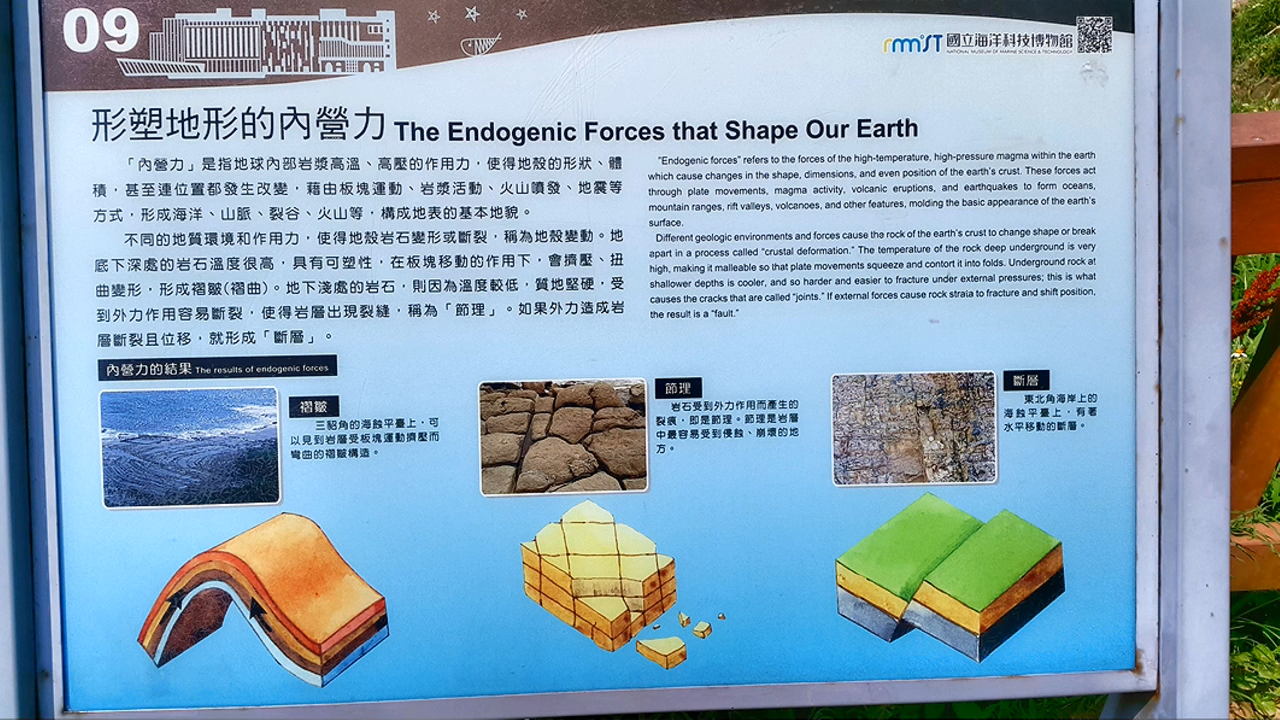 09
nmmsT 國立海洋科技博物館
NATIONAL MUSEUM OF MARINE SCIENCE & TECHNOLOGY
形塑地形的內營力 The Endogenic Forces that Shape Our Earth
「內營力」是指地球內部岩漿高溫、高壓的作用力，使得地殼的形狀、體
積，甚至連位置都發生改變，藉由板塊運動、岩漿活動、火山噴發、地震等
方式，形成海洋、山脈、裂谷、火山等，構成地表的基本地貌。
不同的地質環境和作用力，使得地殼岩石變形或斷裂，稱為地殼變動。地
底下深處的岩石溫度很高，具有可塑性，在板塊移動的作用下，會擠壓、扭
曲變形，形成褶皺(褶曲)。地下淺處的岩石，則因為溫度較低，質地堅硬，受
到外力作用容易斷裂，使得岩層出現裂縫，稱為「節理」。如果外力造成岩
層斷裂且位移，就形成「斷層」。
"Endogenic forces" refers to the forces of the high-temperature, high-pressure magma within the earth
which cause changes in the shape, dimensions, and even position of the earth's crust. These forces act
through plate movements, magma activity, volcanic eruptions, and earthquakes to form oceans,
mountain ranges, rift valleys, volcanoes, and other features, molding the basic appearance of the earth's
surface.
Different geologic environments and forces cause the rock of the earth's crust to change shape or break
apart in a process called "crustal deformation." The temperature of the rock deep underground is very
high, making it malleable so that plate movements squeeze and contort it into folds. Underground rock at
shallower depths is cooler, and so harder and easier to fracture under external pressures; this is what
causes the cracks that are called "joints." If external forces cause rock straia to fracture and shift position,
the result is a "fault."
內營力的結果 The results of endogenic forces
褶皺
三貂角的海蝕平臺上，可
以見到岩層受板塊運動擠壓而
彎曲的褶皺構造。
節理
岩石受到外力作用而產生的
裂痕，即是節理。節理是岩層
中最容易受到侵蝕、崩壞的地
方。
斷層
東北角海岸上的
海蝕平臺上，有著
水平移動的斷層。